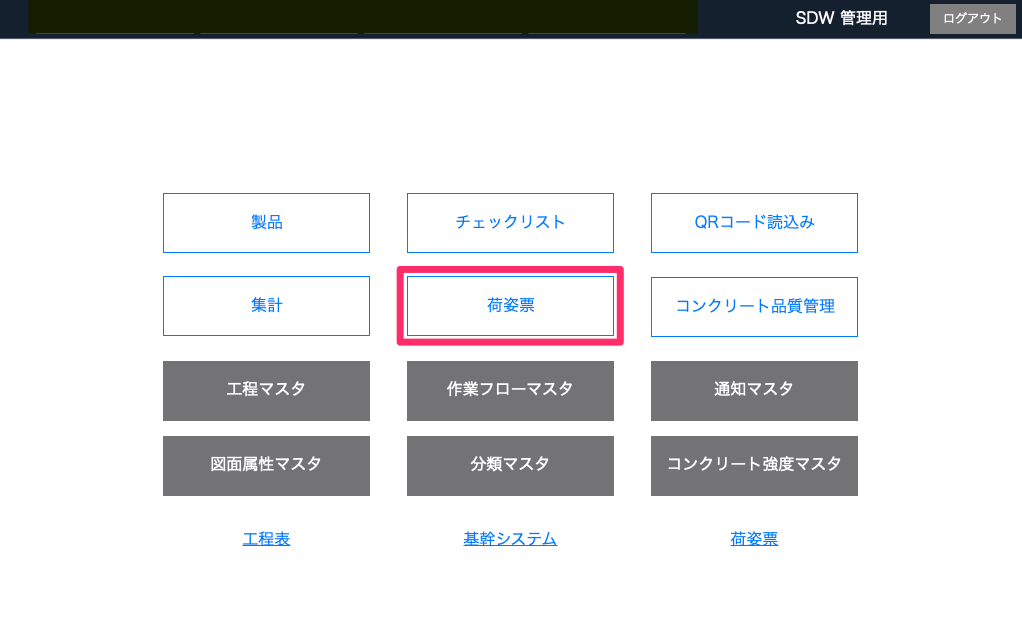 SDW 管理用
ログアウト
製品
チェックリスト
QRコード読込み
集計
荷姿票
コンクリート品質管理
工程マスタ
作業フローマスタ
通知マスタ
図面属性マスタ
分類マスタ
コンクリート強度マスタ
工程表
基幹システム
荷姿票